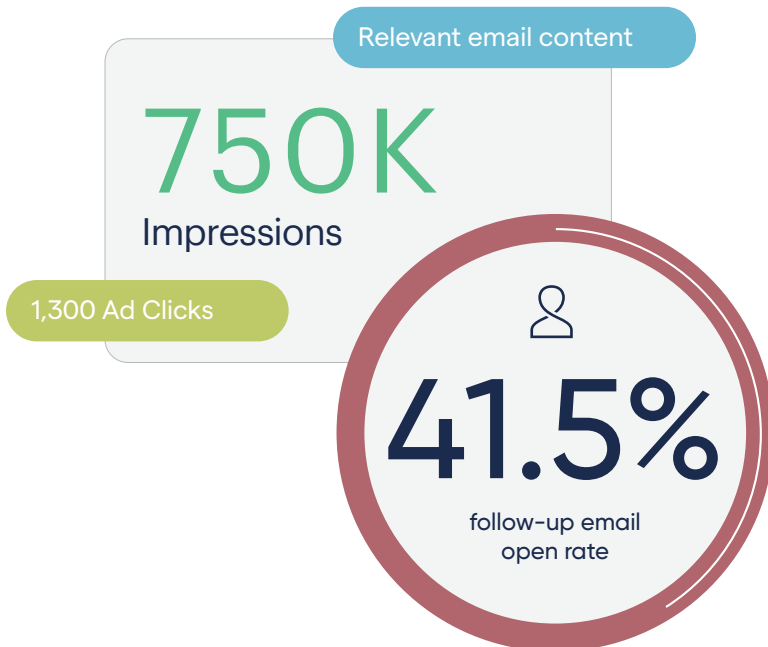 Relevant email content
750K
Impressions
1,300 Ad Clicks
41.5%
follow-up email
open rate